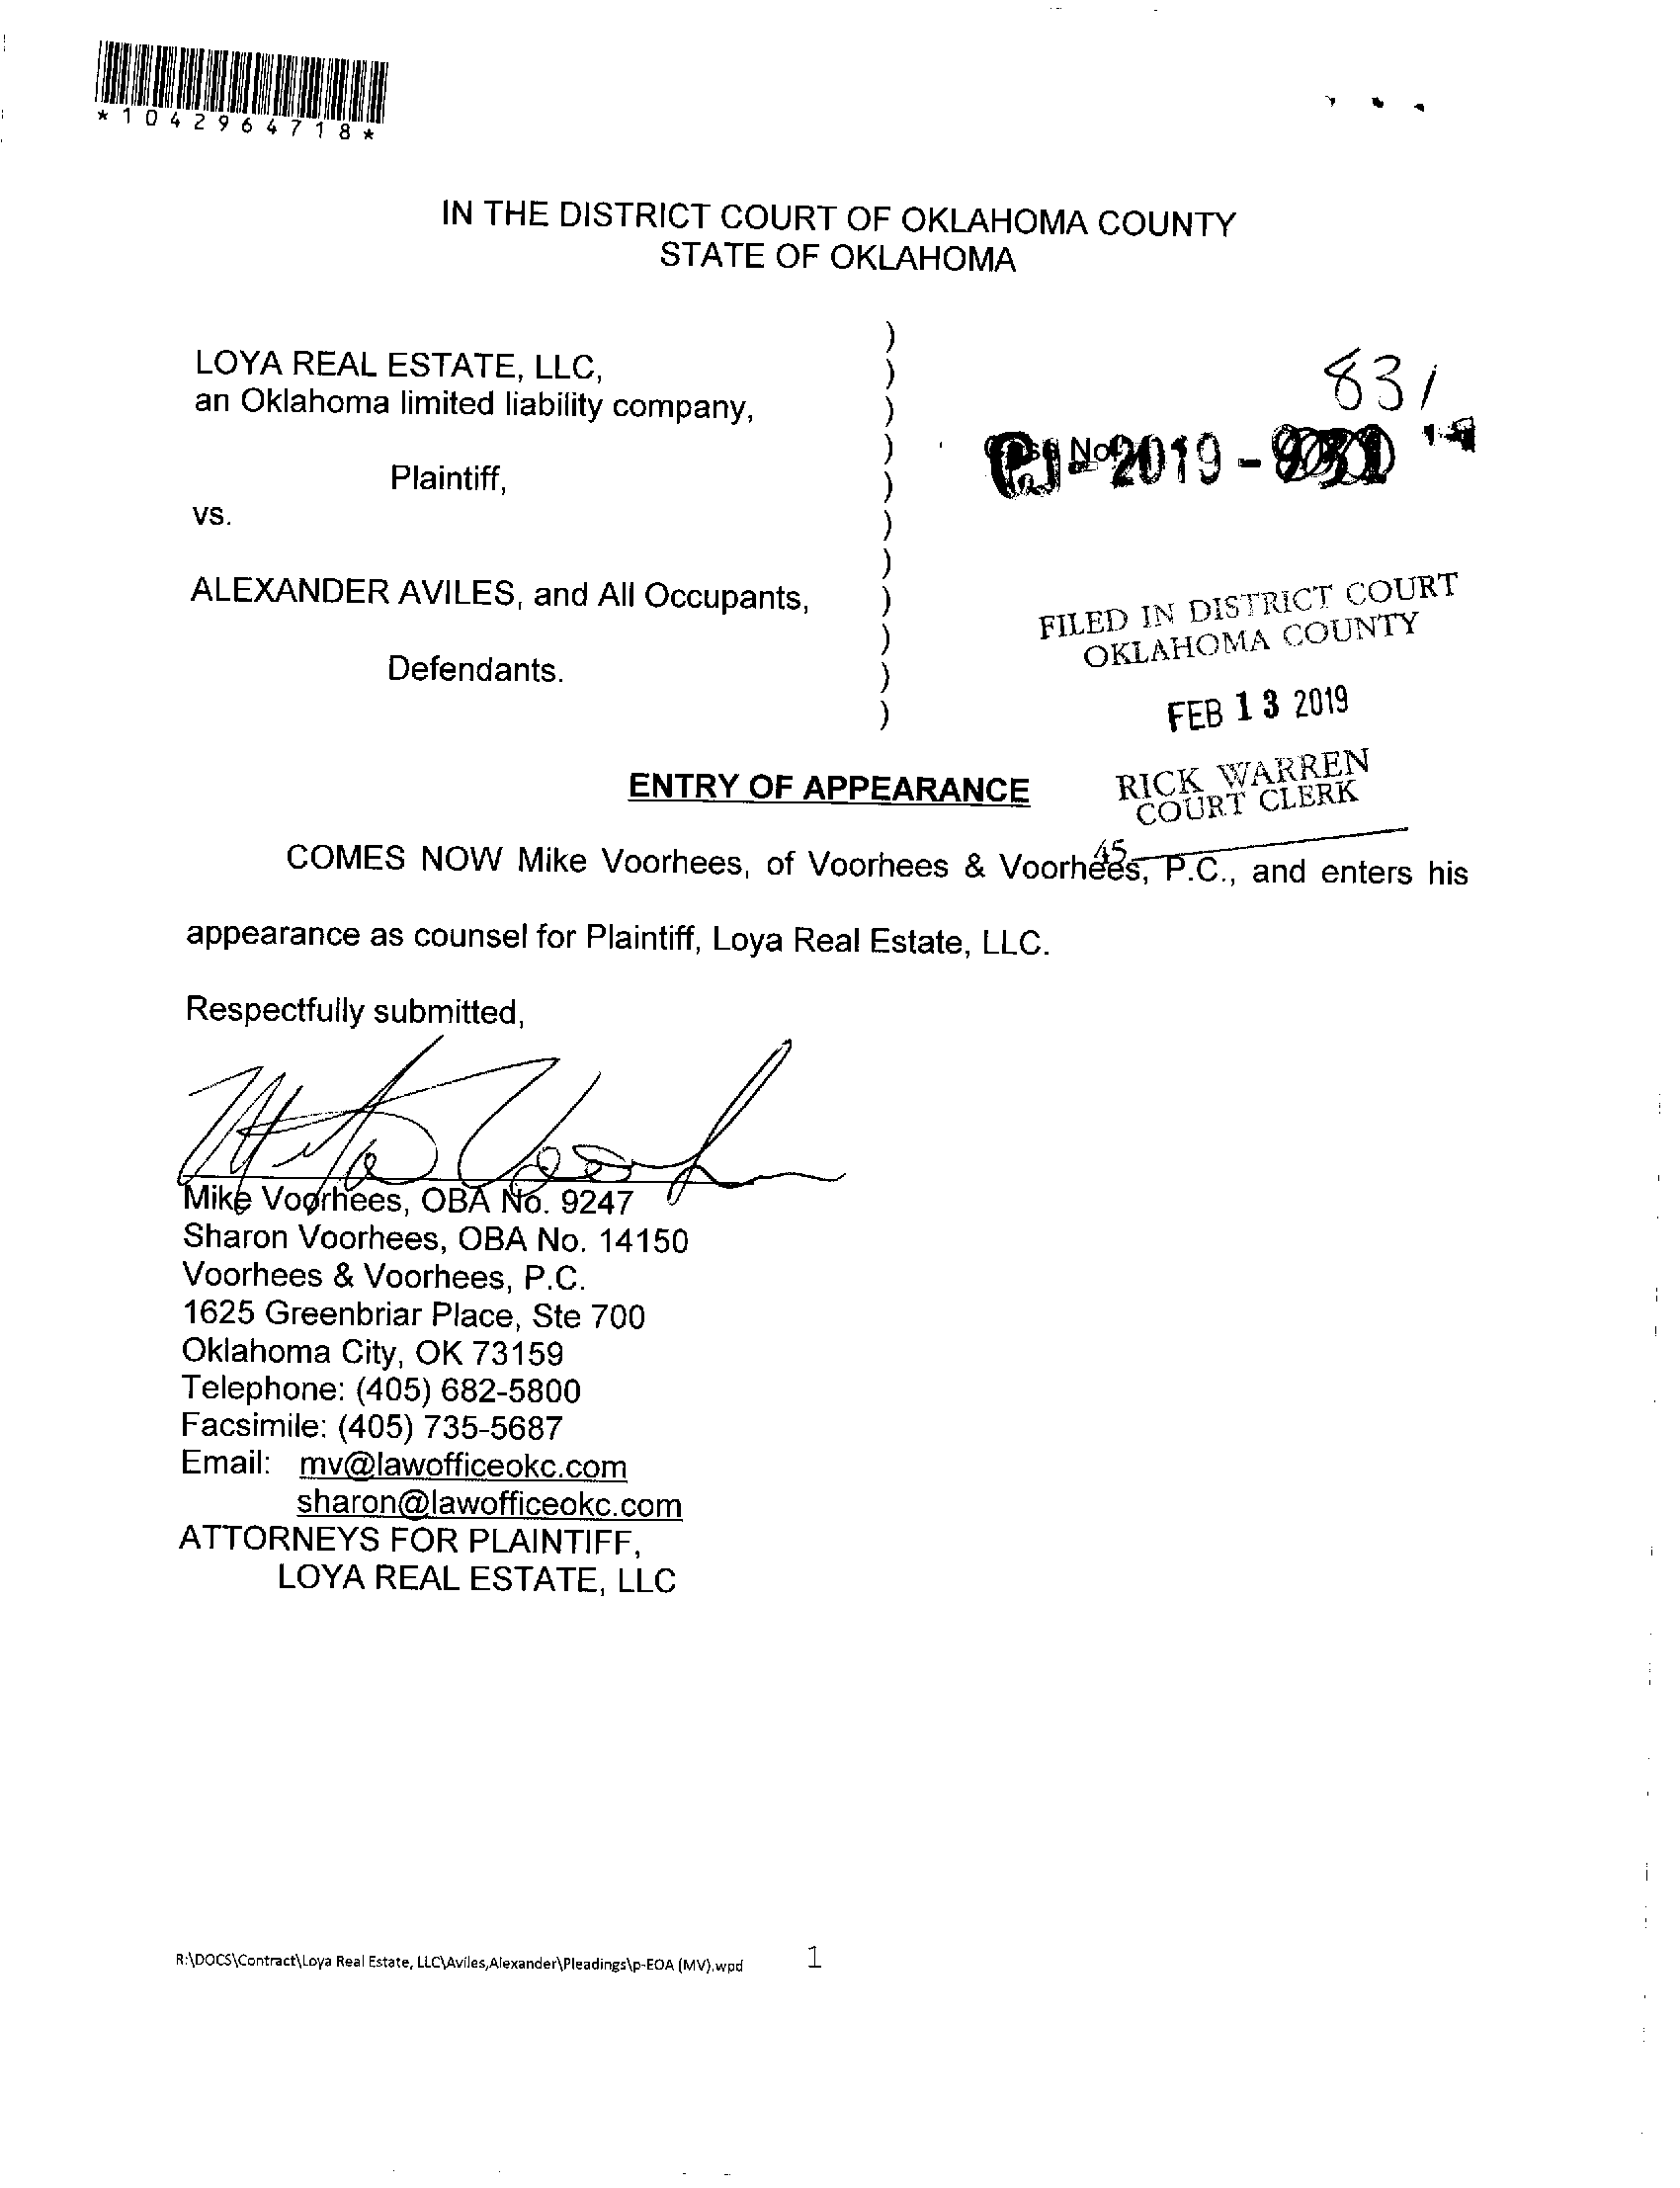 *1042964718*
IN THE DISTRICT COURT OF OKLAHOMA COUNTY
STATE OF OKLAHOMA
LOYA REAL ESTATE, LLC,
an Oklahoma limited liability company,
Plaintiff,
vs.
ALEXANDER AVILES, and All Occupants,
Defendants.
)
)
)
)
)
)
)
)
)
)
)
831
No. 2019 -
FILED IN DISTRICT COURT
OKLAHOMA COUNTY
FEB 13 2019
RICK WARREN
COURT CLERK
45
ENTRY OF APPEARANCE
COMES NOW Mike Voorhees, of Voorhees & Voorhees, P.C., and enters his
appearance as counsel for Plaintiff, Loya Real Estate, LLC.
Respectfully submitted,
Mike Voorhees, OBA No. 9247
Sharon Voorhees, OBA No. 14150
Voorhees & Voorhees, P.C.
1625 Greenbriar Place, Ste 700
Oklahoma City, OK 73159
Telephone: (405) 682-5800
Facsimile: (405) 735-5687
Email: mv@lawofficeokc.com
sharon@lawofficeokc.com
ATTORNEYS FOR PLAINTIFF,
LOYA REAL ESTATE, LLC
R:\DOCS\Contract\Loya Real Estate, LLC\Aviles,Alexander\Pleadings\p-EOA (MV).wpd
1